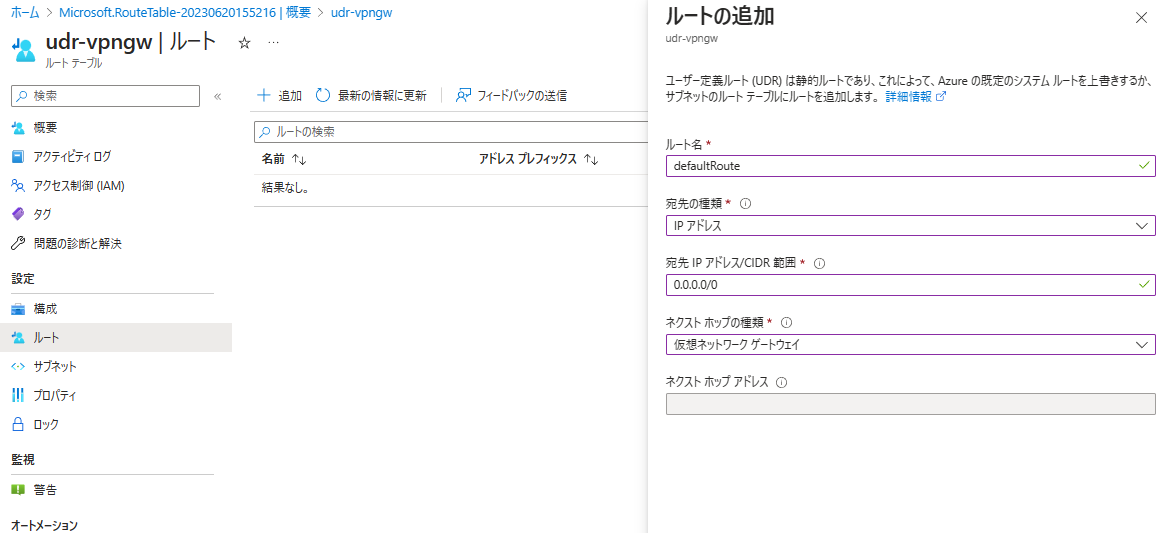 ホーム > Microsoft.RouteTable-20230620155216 | 概要 > udr-vpngw
udr-vpngw | ルート ☆ …
ルート テーブル
検索 «
概要
アクティビティ ログ
アクセス制御 (IAM)
タグ
問題の診断と解決
設定
構成
ルート
サブネット
プロパティ
ロック
監視
警告
オートメーション
+ 追加 最新の情報に更新 フィードバックの送信
ルートの検索
名前 ↑↓ アドレス プレフィックス ↑↓
結果なし。
ルートの追加
udr-vpngw
ユーザー定義ルート (UDR) は静的ルートであり、これによって、Azure の既定のシステム ルートを上書きするか、
サブネットのルート テーブルにルートを追加します。 詳細情報
ルート名 *
defaultRoute
宛先の種類 *
IP アドレス
宛先 IP アドレス/CIDR 範囲 *
0.0.0.0/0
ネクスト ホップの種類 *
仮想ネットワーク ゲートウェイ
ネクスト ホップ アドレス